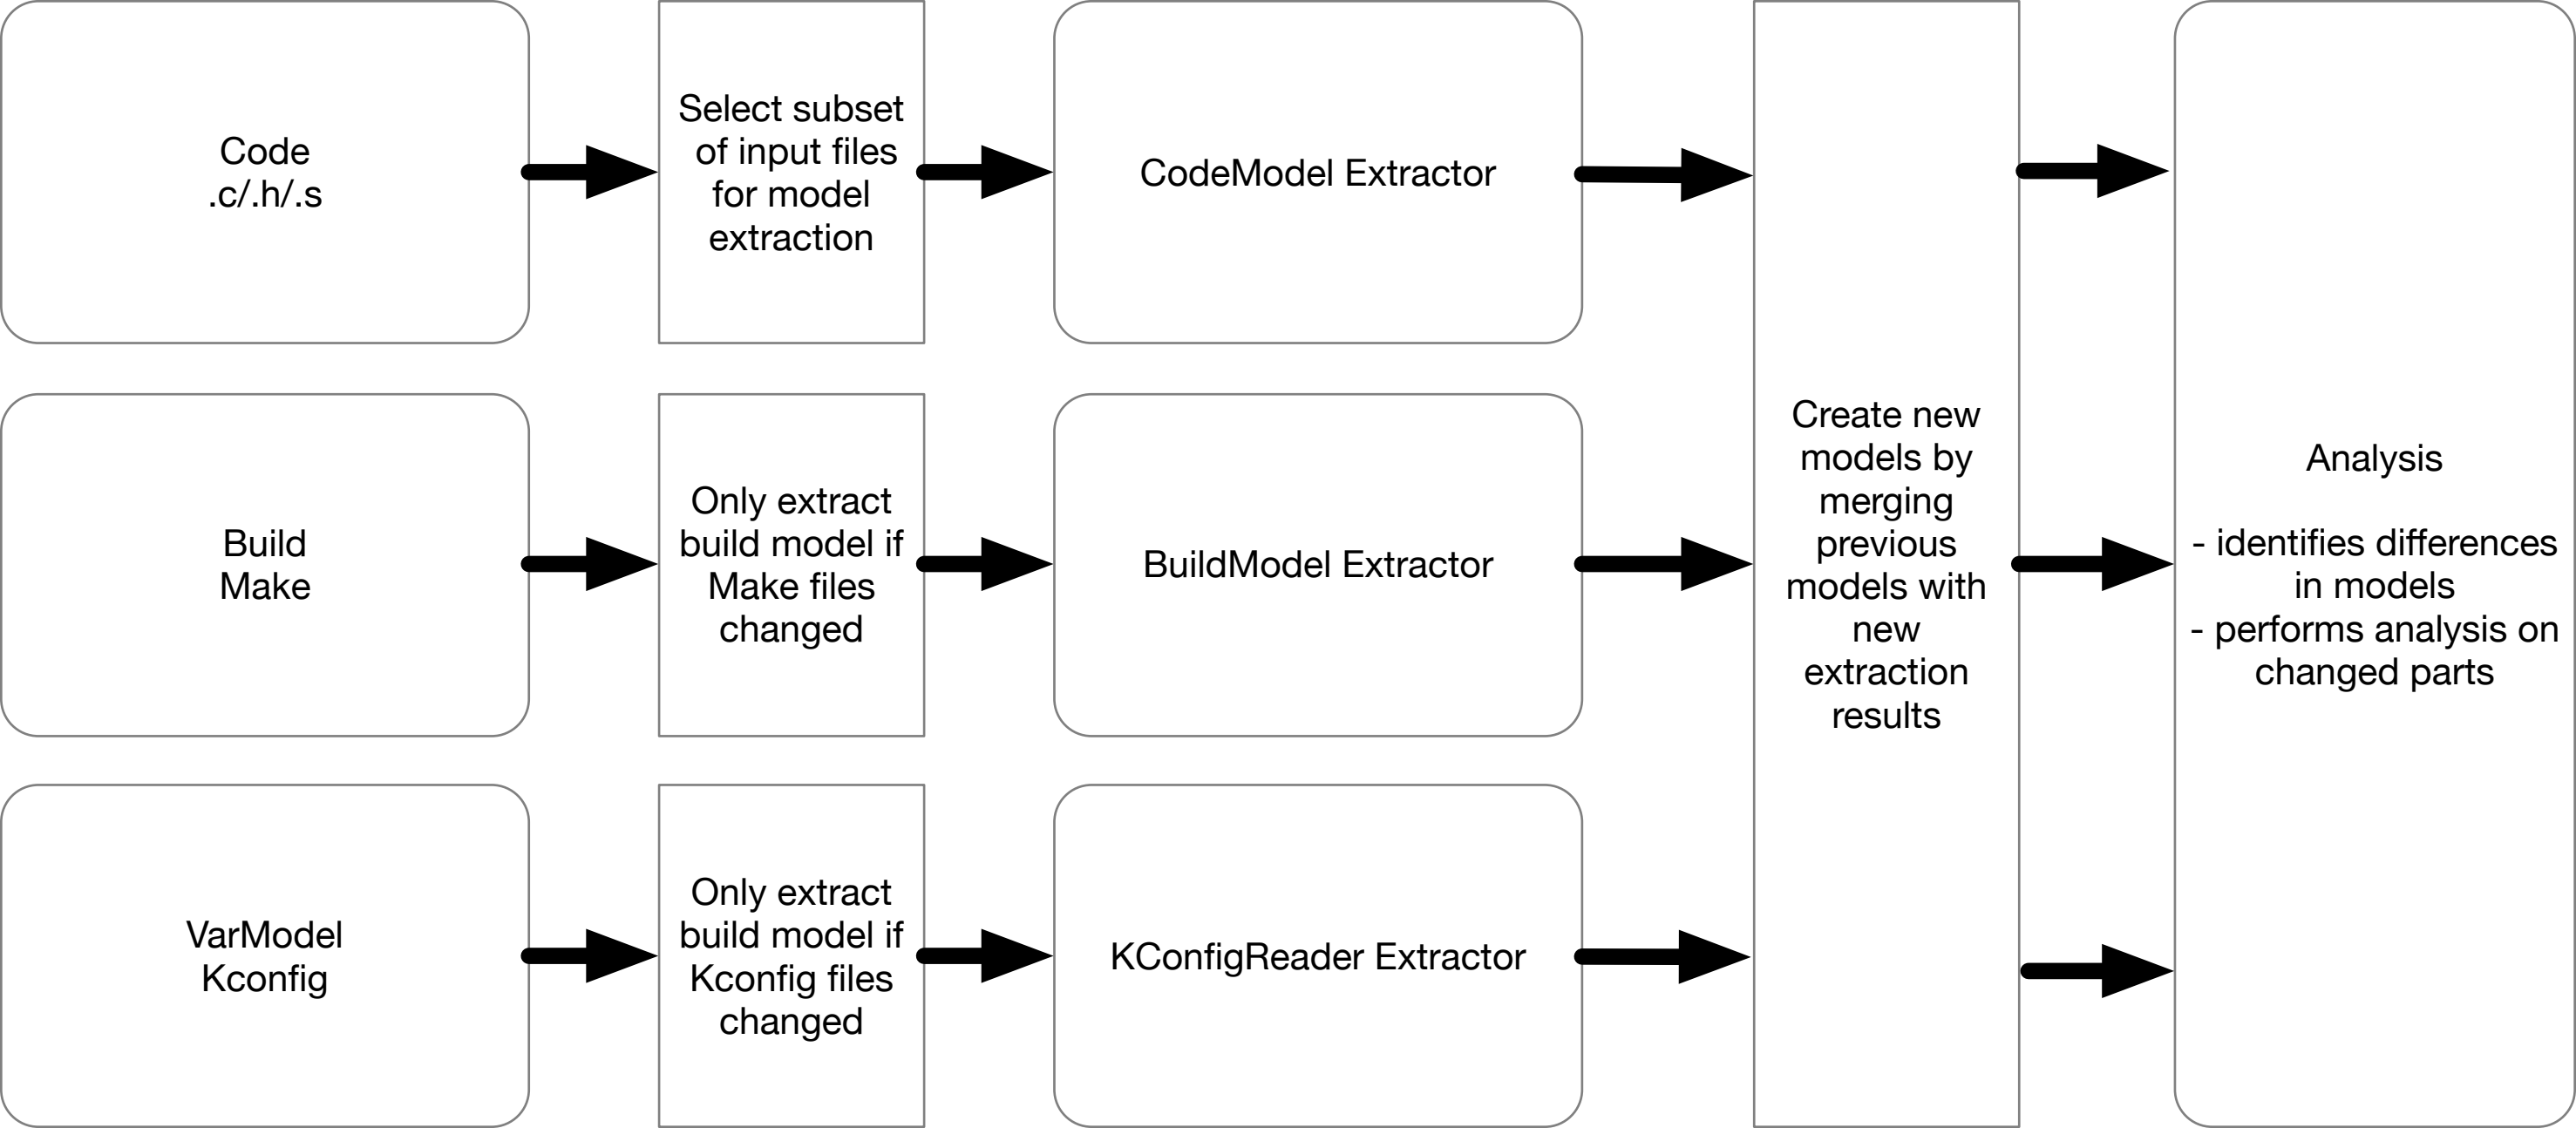 Code
.c/.h/.s
Select subset
of input files
for model
extraction
CodeModel Extractor
Build
Make
Only extract
build model if
Make files
changed
BuildModel Extractor
VarModel
Kconfig
Only extract
build model if
Kconfig files
changed
KConfigReader Extractor
Create new
models by
merging
previous
models with
new
extraction
results
Analysis
- identifies differences
in models
- performs analysis on
changed parts